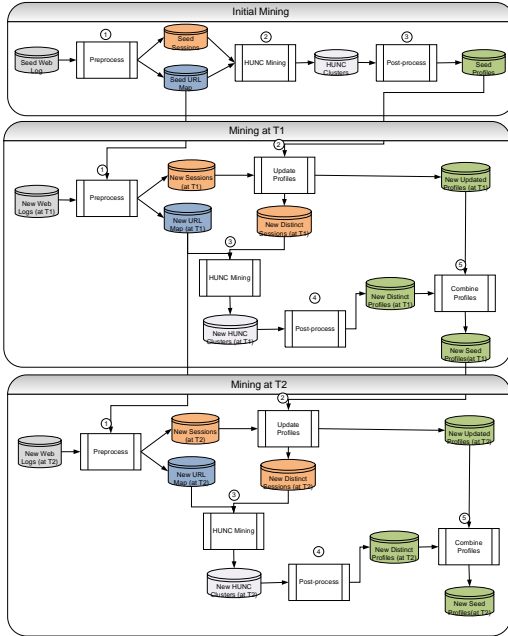 Initial Mining
1
2
3
Seed Web
Log
Preprocess
Seed
Sessions
Seed URL
Map
HUNC Mining
HUNC
Clusters
Post-process
Seed
Profiles
Mining at T1
1
2
New Web
Logs (at T1)
Preprocess
New Sessions
(at T1)
New URL
Map (at T1)
Update
Profiles
New Updated
Profiles (at T1)
New Distinct
Sessions (at T1)
3
HUNC Mining
New HUNC
Clusters (at T1)
4
Post-process
New Distinct
Profiles (at T1)
5
Combine
Profiles
New Seed
Profiles(at T1)
Mining at T2
1
2
New Web
Logs (at T2)
Preprocess
New Sessions
(at T2)
New URL
Map (at T2)
Update
Profiles
New Updated
Profiles (at T2)
New Distinct
Sessions (at T2)
3
HUNC Mining
New HUNC
Clusters (at T2)
4
Post-process
New Distinct
Profiles (at T2)
5
Combine
Profiles
New Seed
Profiles(at T2)